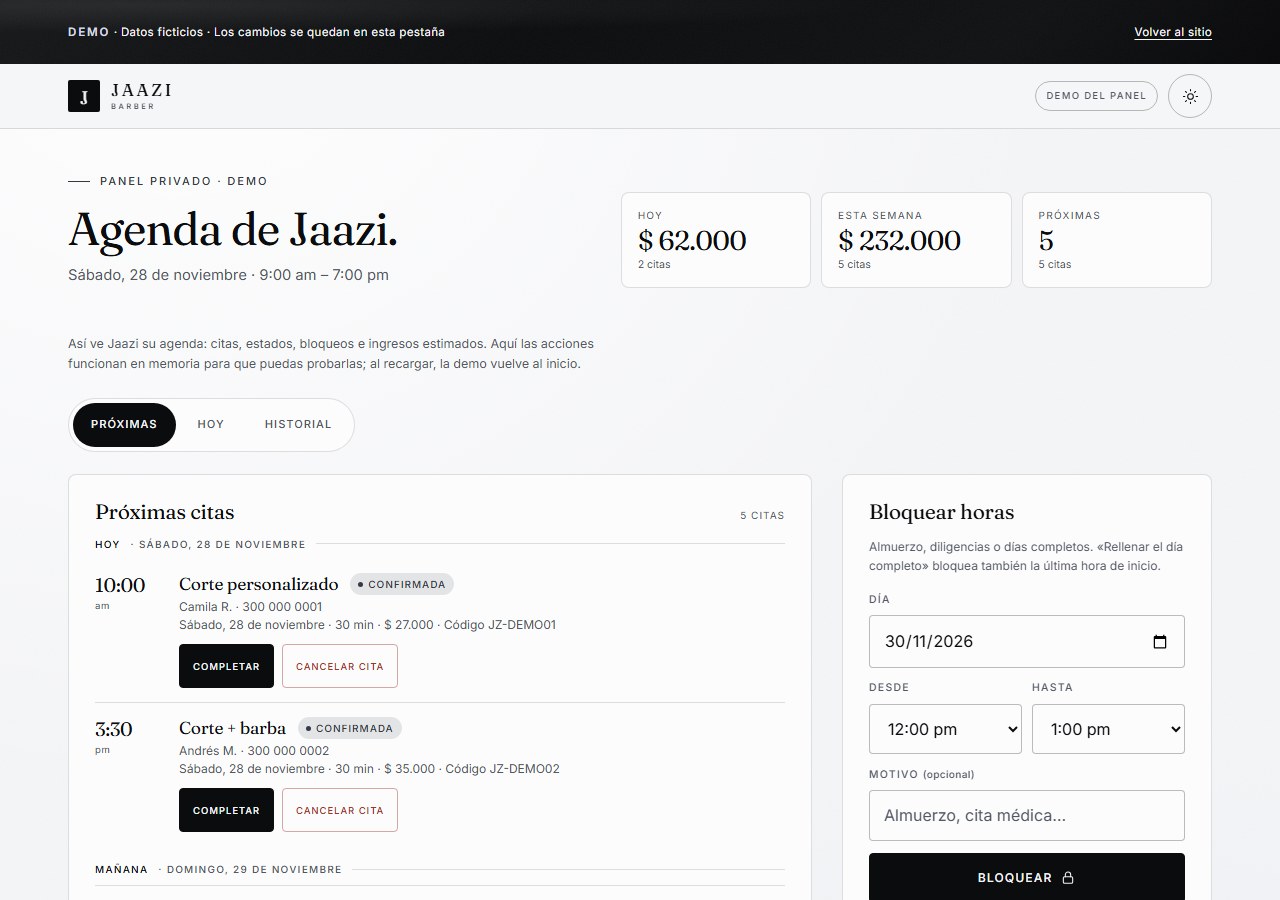 DEMO · Datos ficticios · Los cambios se quedan en esta pestaña
Volver al sitio
J
JAAZI
BARBER
DEMO DEL PANEL
PANEL PRIVADO · DEMO
Agenda de Jaazi.
Sábado, 28 de noviembre · 9:00 am – 7:00 pm
HOY
$ 62.000
2 citas
ESTA SEMANA
$ 232.000
5 citas
PRÓXIMAS
5
5 citas
Así ve Jaazi su agenda: citas, estados, bloqueos e ingresos estimados. Aquí las acciones
funcionan en memoria para que puedas probarlas; al recargar, la demo vuelve al inicio.
PRÓXIMAS
HOY
HISTORIAL
Próximas citas
5 CITAS
HOY · SÁBADO, 28 DE NOVIEMBRE
10:00
am
Corte personalizado
CONFIRMADA
Camila R. · 300 000 0001
Sábado, 28 de noviembre · 30 min · $ 27.000 · Código JZ-DEMO01
COMPLETAR
CANCELAR CITA
3:30
pm
Corte + barba
CONFIRMADA
Andrés M. · 300 000 0002
Sábado, 28 de noviembre · 30 min · $ 35.000 · Código JZ-DEMO02
COMPLETAR
CANCELAR CITA
MAÑANA · DOMINGO, 29 DE NOVIEMBRE
Bloquear horas
Almuerzo, diligencias o días completos. «Rellenar el día
completo» bloquea también la última hora de inicio.
DÍA
30/11/2026
DESDE
HASTA
12:00 pm
1:00 pm
MOTIVO (opcional)
Almuerzo, cita médica...
BLOQUEAR